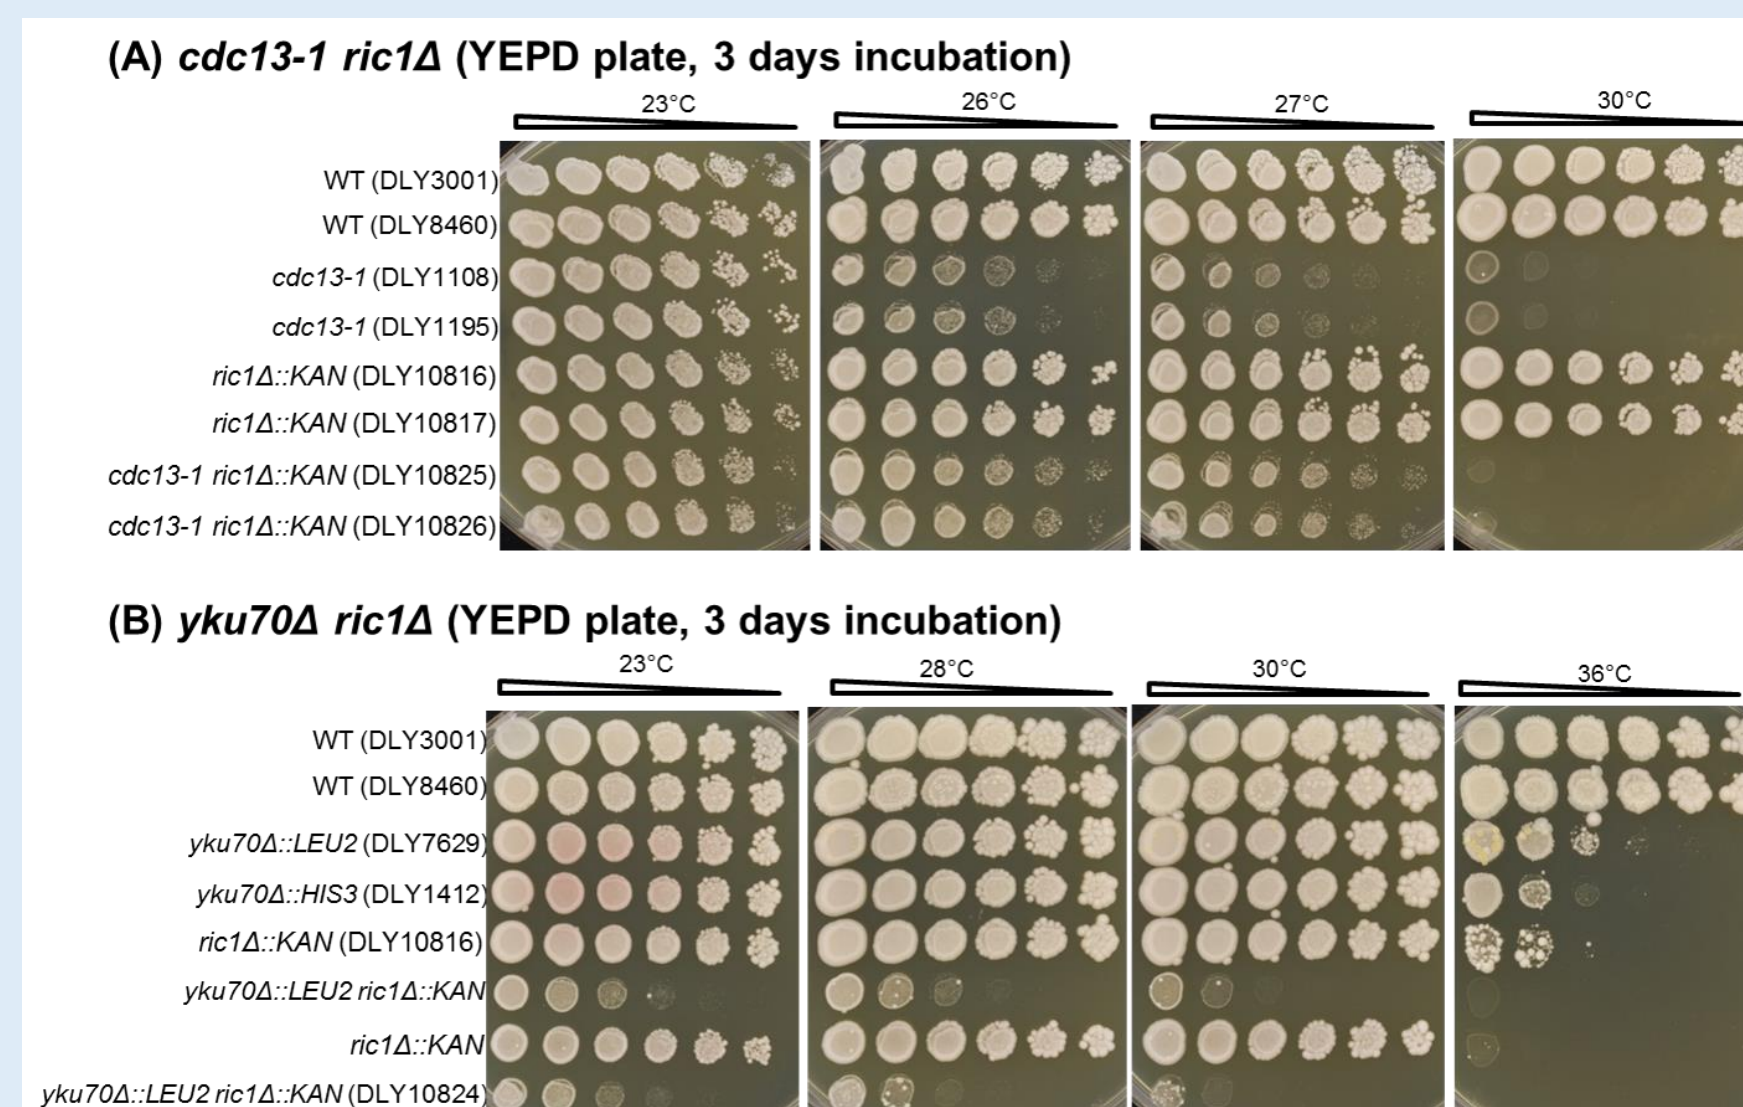 (A) cdc13-1 ric1Δ (YEPD plate, 3 days incubation)
23°C 26°C 27°C 30°C
WT (DLY3001)
WT (DLY8460)
cdc13-1 (DLY1108)
cdc13-1 (DLY1195)
ric1Δ::KAN (DLY10816)
ric1Δ::KAN (DLY10817)
cdc13-1 ric1Δ::KAN (DLY10825)
cdc13-1 ric1Δ::KAN (DLY10826)
(B) yku70Δ ric1Δ (YEPD plate, 3 days incubation)
23°C 28°C 30°C 36°C
WT (DLY3001)
WT (DLY8460)
yku70Δ::LEU2 (DLY7629)
yku70Δ::HIS3 (DLY1412)
ric1Δ::KAN (DLY10816)
yku70Δ::LEU2 ric1Δ::KAN
ric1Δ::KAN
yku70Δ::LEU2 ric1Δ::KAN (DLY10824)